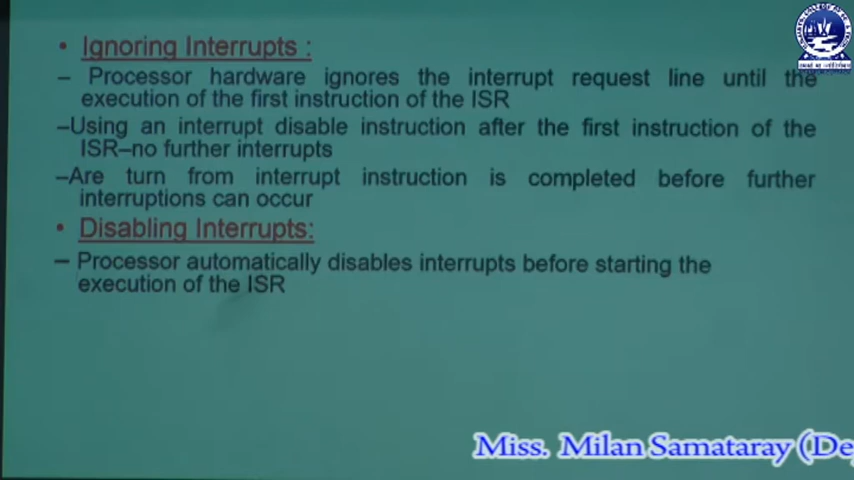 • Ignoring Interrupts :
– Processor hardware ignores the interrupt request line until the
execution of the first instruction of the ISR
–Using an interrupt disable instruction after the first instruction of the
ISR–no further interrupts
–Are turn from interrupt instruction is completed before further
interruptions can occur
• Disabling Interrupts:
– Processor automatically disables interrupts before starting the
execution of the ISR
Miss. Milan Samataray (De